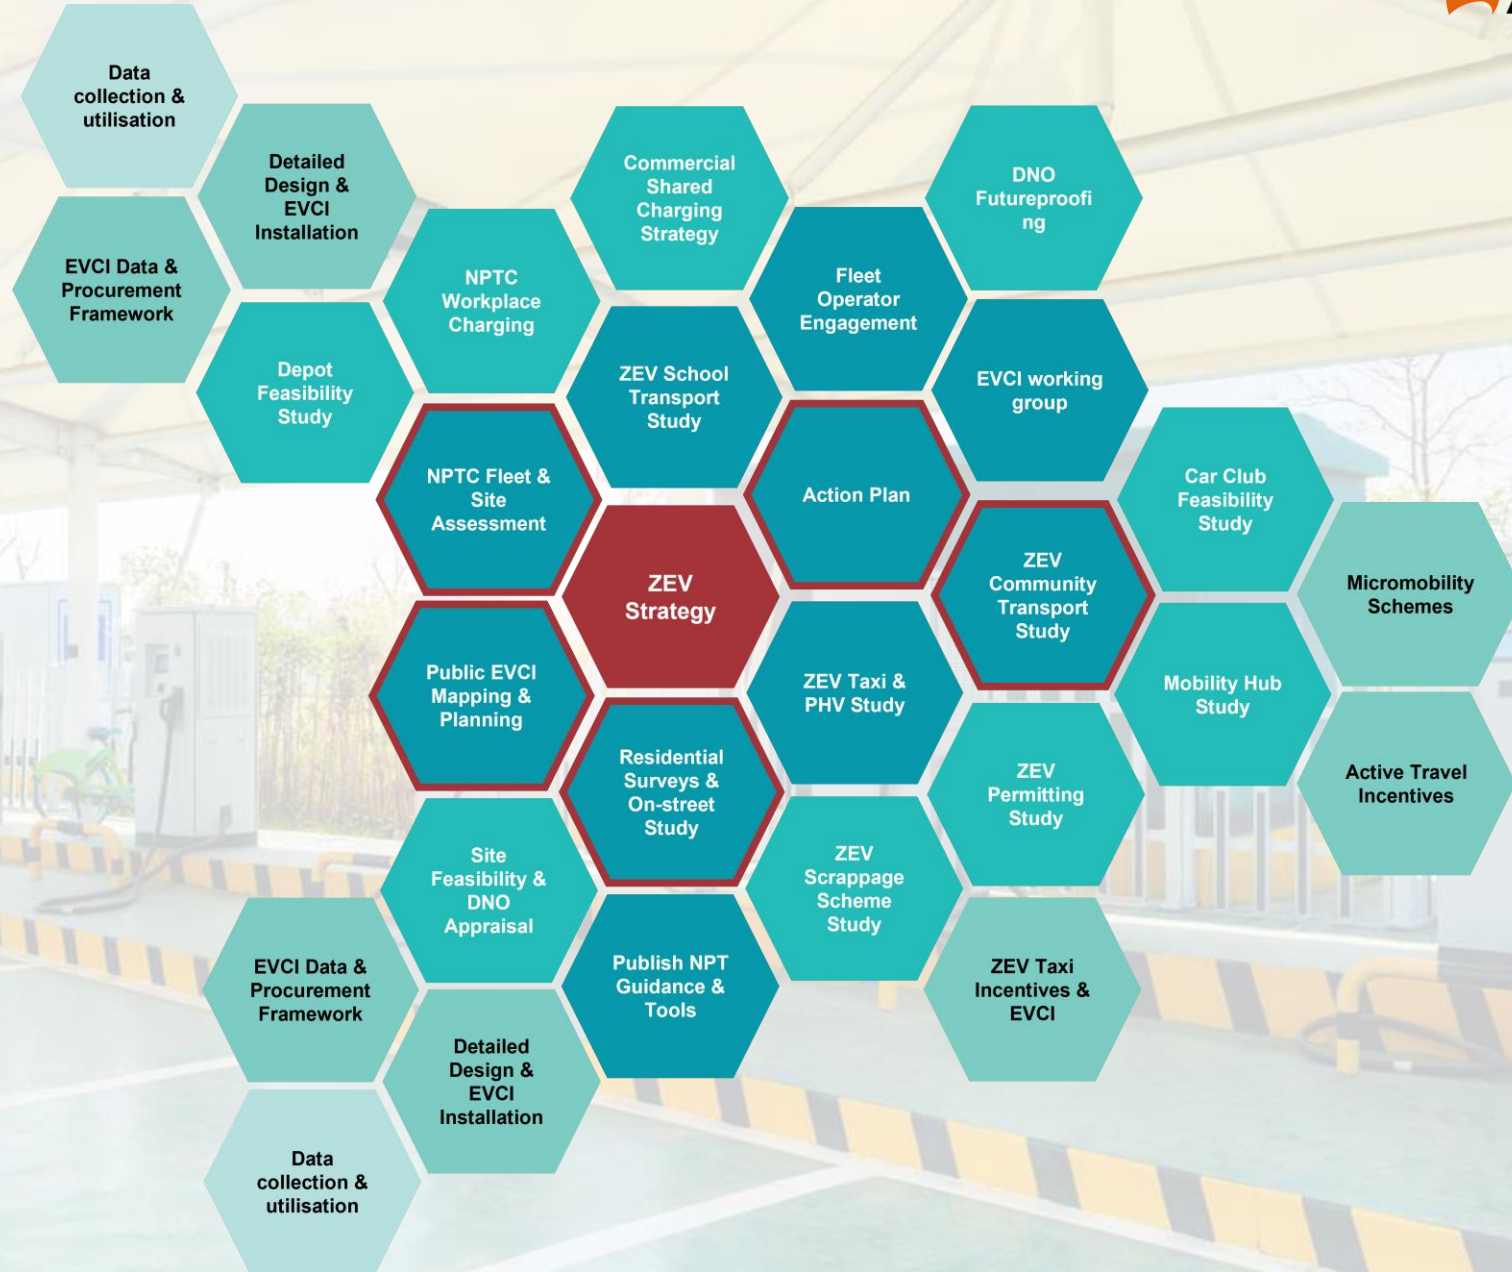 Data
collection &
utilisation
Detailed
Design &
EVCI
Installation
EVCI Data &
Procurement
Framework
Depot
Feasibility
Study
NPTC
Workplace
Charging
Commercial
Shared
Charging
Strategy
DNO
Futureproofi
ng
Fleet
Operator
Engagement
ZEV School
Transport
Study
EVCI working
group
NPTC Fleet &
Site
Assessment
Action Plan
Car Club
Feasibility
Study
ZEV
Strategy
ZEV
Community
Transport
Study
Micromobility
Schemes
Public EVCI
Mapping &
Planning
ZEV Taxi &
PHV Study
Mobility Hub
Study
Residential
Surveys &
On-street
Study
ZEV
Permitting
Study
Active Travel
Incentives
Site
Feasibility &
DNO
Appraisal
ZEV
Scrappage
Scheme
Study
EVCI Data &
Procurement
Framework
Publish NPT
Guidance &
Tools
ZEV Taxi
Incentives &
EVCI
Detailed
Design &
EVCI
Installation
Data
collection &
utilisation